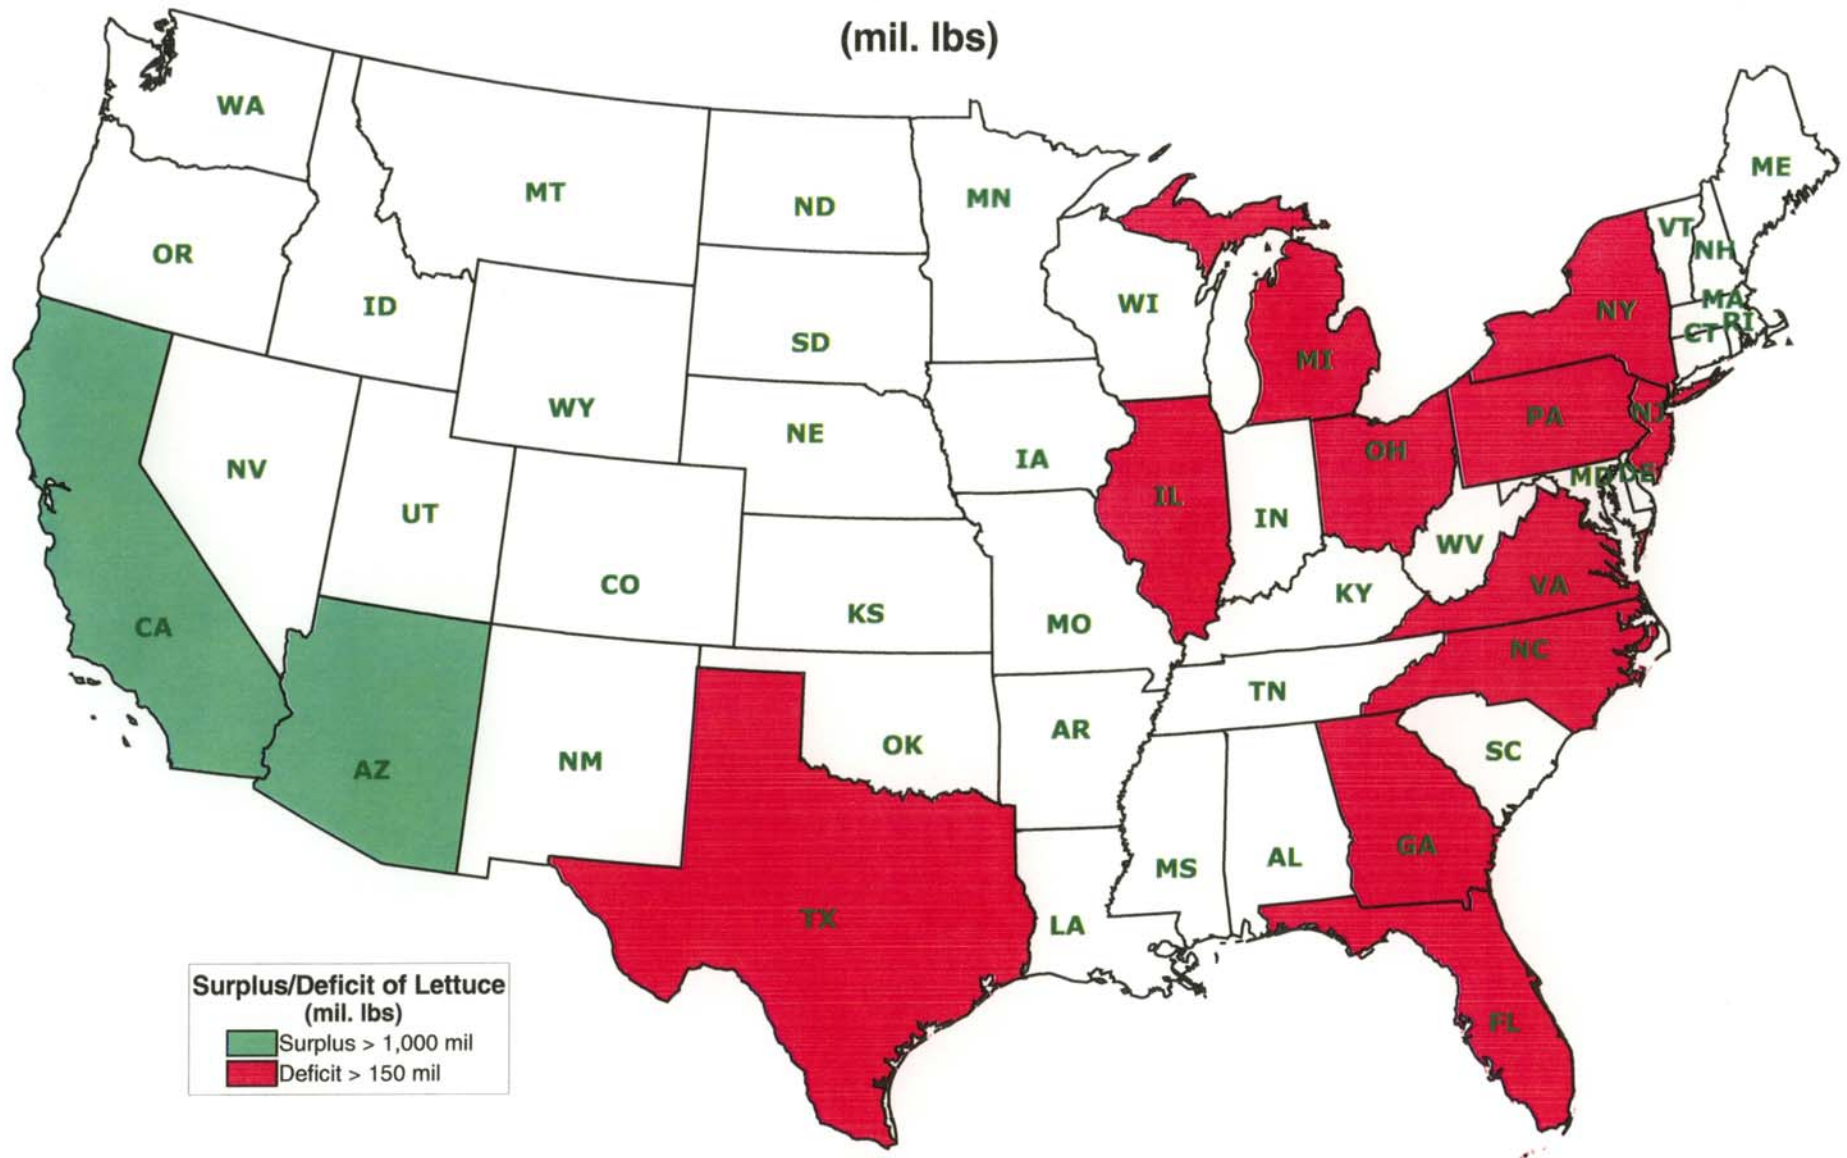 (mil. lbs)
WA
MT
ND
MN
ME
OR
ID
SD
WI
MI
NY
VT
NH
MA
CT
RI
WY
NE
IA
IL
IN
OH
PA
NJ
MD
DE
NV
UT
CO
KS
MO
KY
WV
VA
CA
AZ
NM
OK
AR
TN
NC
SC
TX
LA
MS
AL
GA
FL
Surplus/Deficit of Lettuce
(mil. lbs)
Surplus > 1,000 mil
Deficit > 150 mil